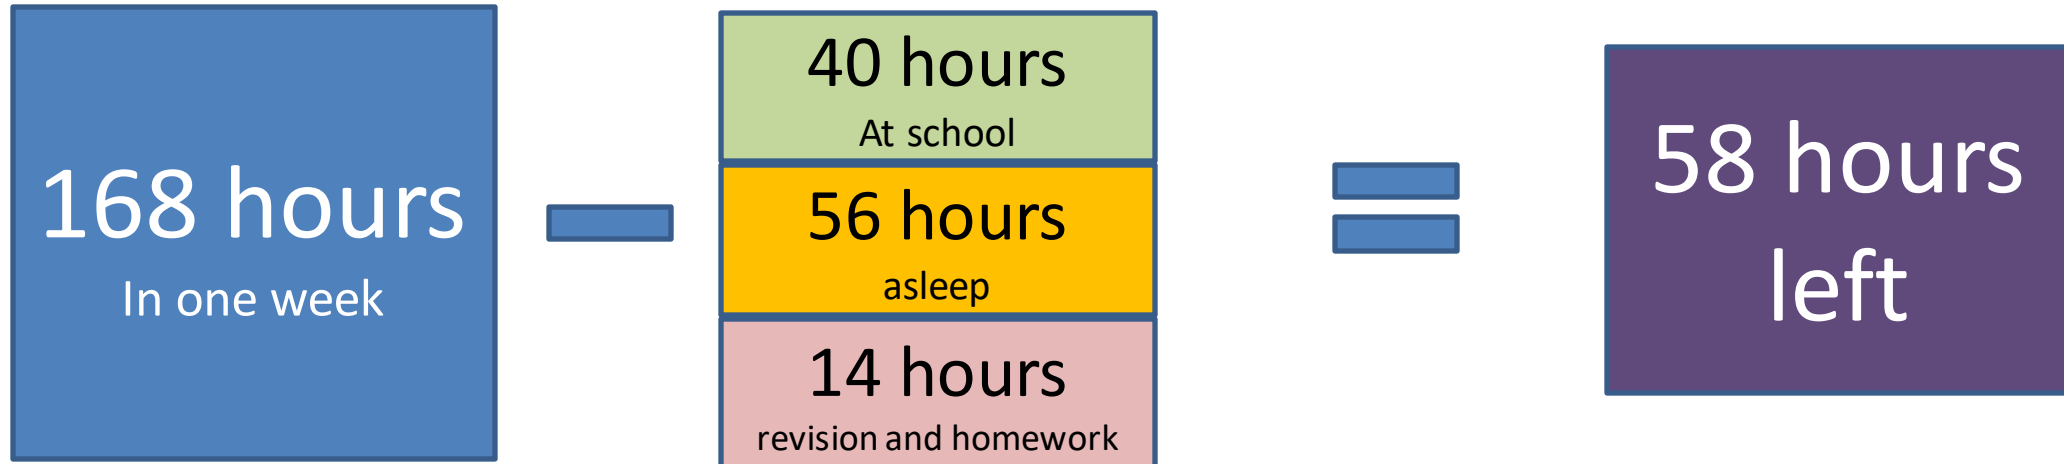 168 hours
In one week
40 hours
At school
56 hours
asleep
14 hours
revision and homework
58 hours
left